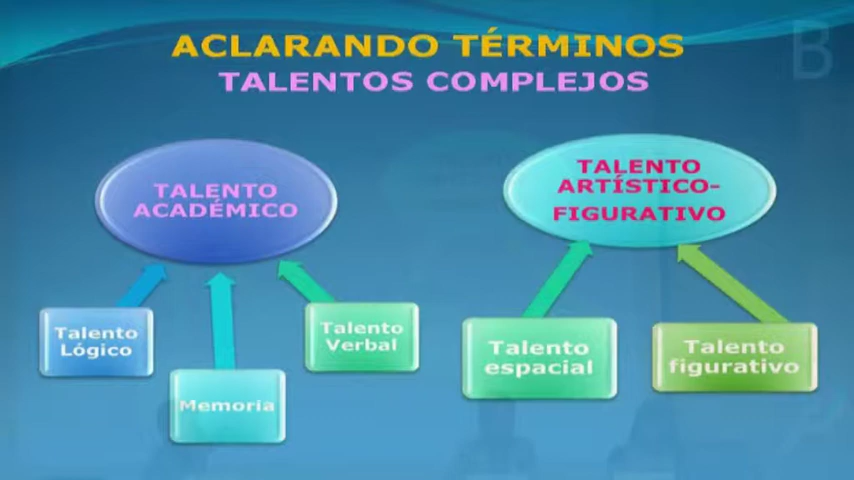 ACLARANDO TÉRMINOS
TALENTOS COMPLEJOS
TALENTO
ACADÉMICO
TALENTO
ARTÍSTICO-
FIGURATIVO
Talento
Lógico
Memoria
Talento
Verbal
Talento
espacial
Talento
figurativo
B